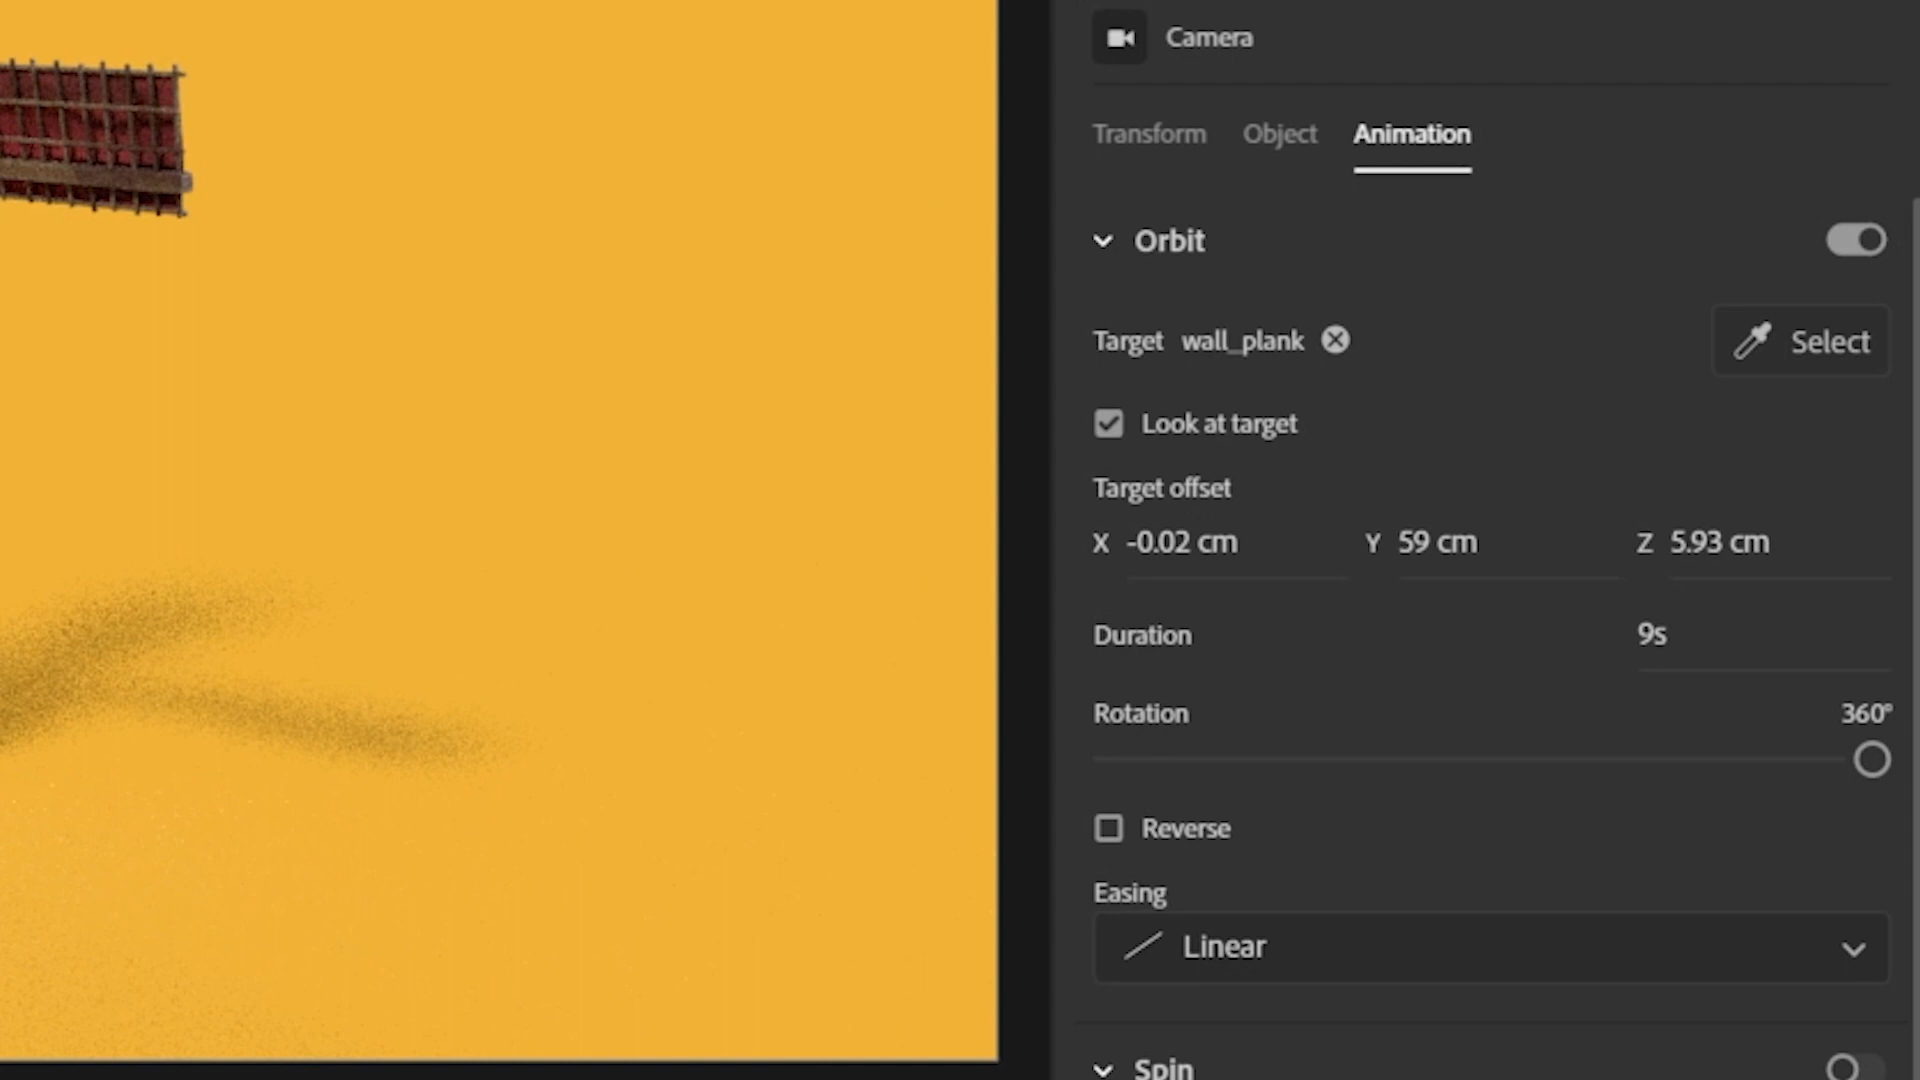 Camera
Transform Object Animation
Orbit
Target wall_plank Select
Look at target
Target offset
X -0.02 cm Y 59 cm Z 5.93 cm
Duration 9s
Rotation 360°
Reverse
Easing
Linear
Spin